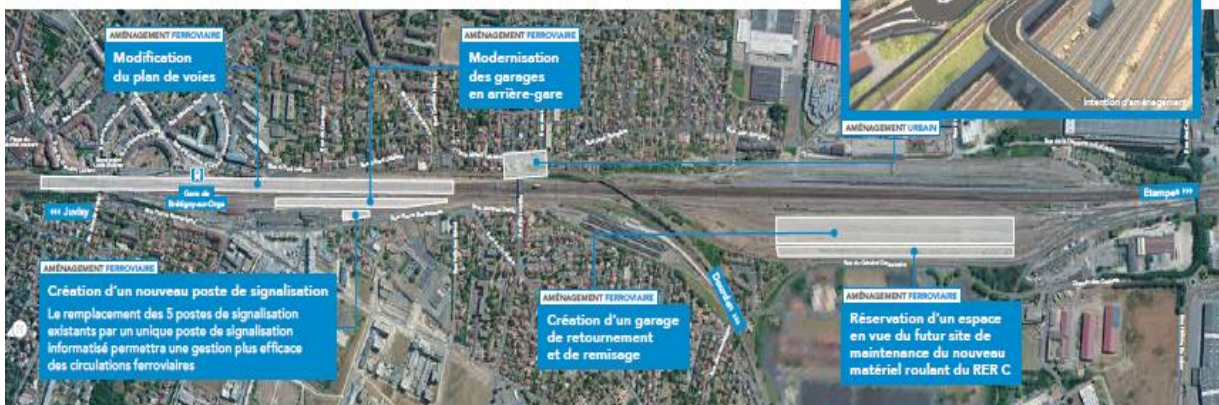 Intention d'aménagement
AMÉNAGEMENT FERROVIAIRE
Modification
du plan de voies
AMÉNAGEMENT FERROVIAIRE
Modernisation
des garages
en arrière-gare
AMÉNAGEMENT URBAIN
Gare de
Brétigny-sur-Orge
<<< Juvisy
Etampes >>>
Dourdan >>>
AMÉNAGEMENT FERROVIAIRE
Création d'un nouveau poste de signalisation
Le remplacement des 5 postes de signalisation
existants par un unique poste de signalisation
informatisé permettra une gestion plus efficace
des circulations ferroviaires
AMÉNAGEMENT FERROVIAIRE
Création d'un garage
de retournement
et de remisage
AMÉNAGEMENT FERROVIAIRE
Réservation d'un espace
en vue du futur site de
maintenance du nouveau
matériel roulant du RER C